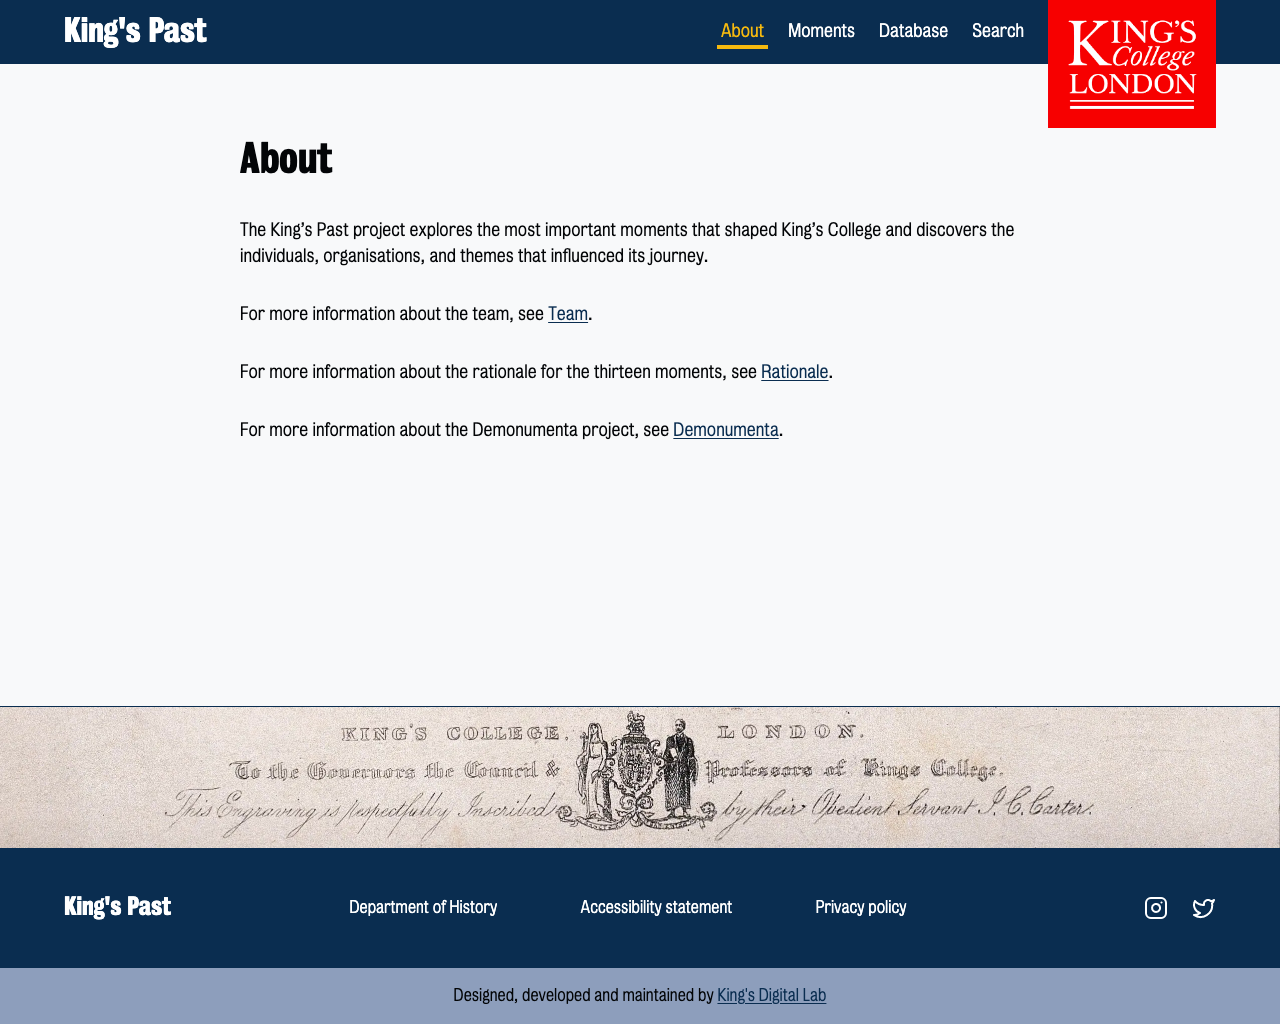 King's Past
About
Moments
Database
Search
KING'S
College
LONDON
About
The King’s Past project explores the most important moments that shaped King’s College and discovers the
individuals, organisations, and themes that influenced its journey.
For more information about the team, see Team.
For more information about the rationale for the thirteen moments, see Rationale.
For more information about the Demonumenta project, see Demonumenta.
KING'S COLLEGE, LONDON.
To the Governors the Council & Professors of Kings College.
This Engraving is respectfully Inscribed by their Obedient Servant J. C. Carter.
King's Past
Department of History
Accessibility statement
Privacy policy
Designed, developed and maintained by King's Digital Lab